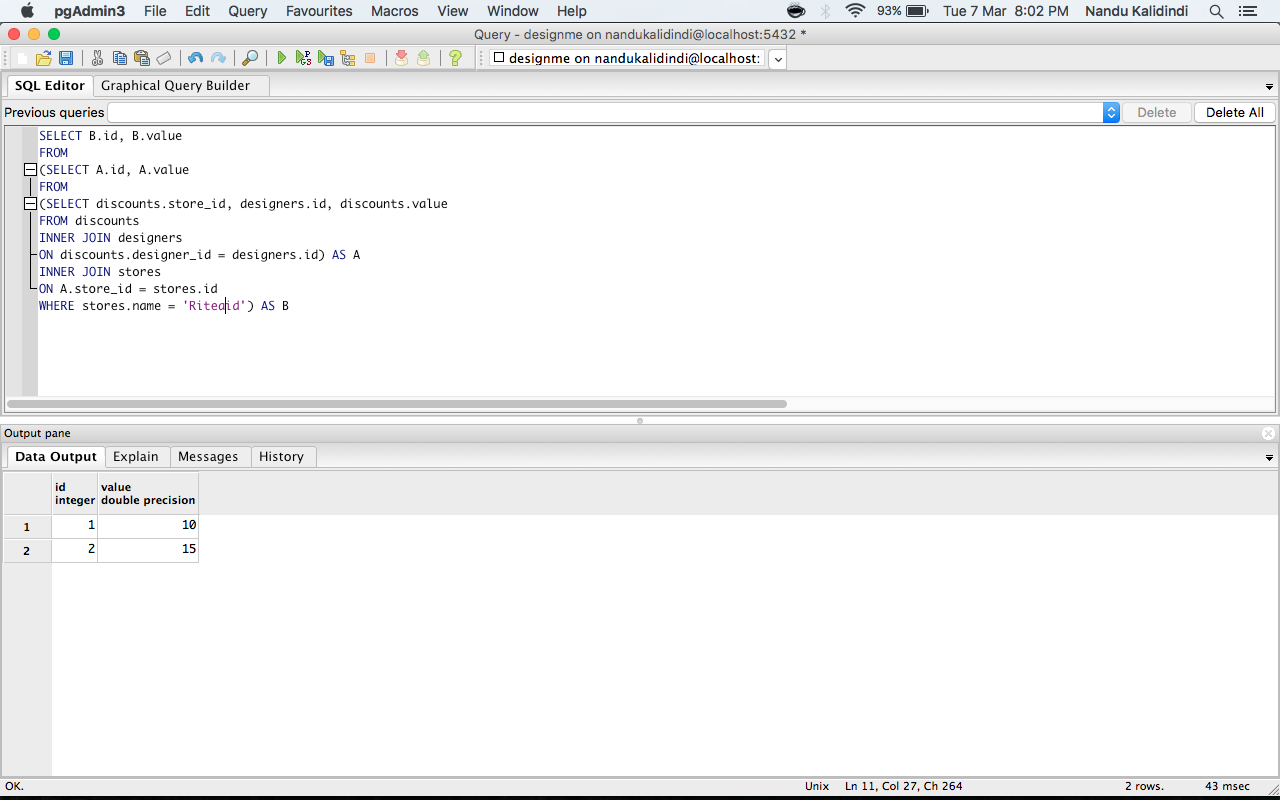 pgAdmin3 File Edit Query Favourites Macros View Window Help 93% Tue 7 Mar 8:02 PM Nandu Kalidindi
Query - designme on nandukalidindi@localhost:5432 *
designme on nandukalidindi@localhost:
SQL Editor Graphical Query Builder
Previous queries Delete Delete All
SELECT B.id, B.value
FROM
(SELECT A.id, A.value
FROM
(SELECT discounts.store_id, designers.id, discounts.value
FROM discounts
INNER JOIN designers
ON discounts.designer_id = designers.id) AS A
INNER JOIN stores
ON A.store_id = stores.id
WHERE stores.name = 'Riteaid') AS B
Output pane
Data Output Explain Messages History
id value
integer double precision
1 1 10
2 2 15
OK. Unix Ln 11, Col 27, Ch 264 2 rows. 43 msec